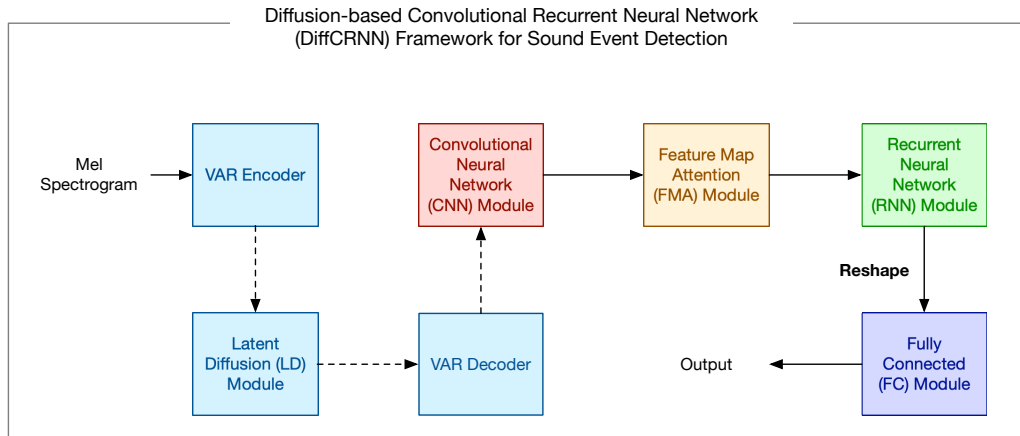 Diffusion-based Convolutional Recurrent Neural Network
(DiffCRNN) Framework for Sound Event Detection
Mel
Spectrogram
VAR Encoder
Convolutional
Neural
Network
(CNN) Module
Feature Map
Attention
(FMA) Module
Recurrent
Neural
Network
(RNN) Module
Reshape
Latent
Diffusion (LD)
Module
VAR Decoder
Output
Fully
Connected
(FC) Module